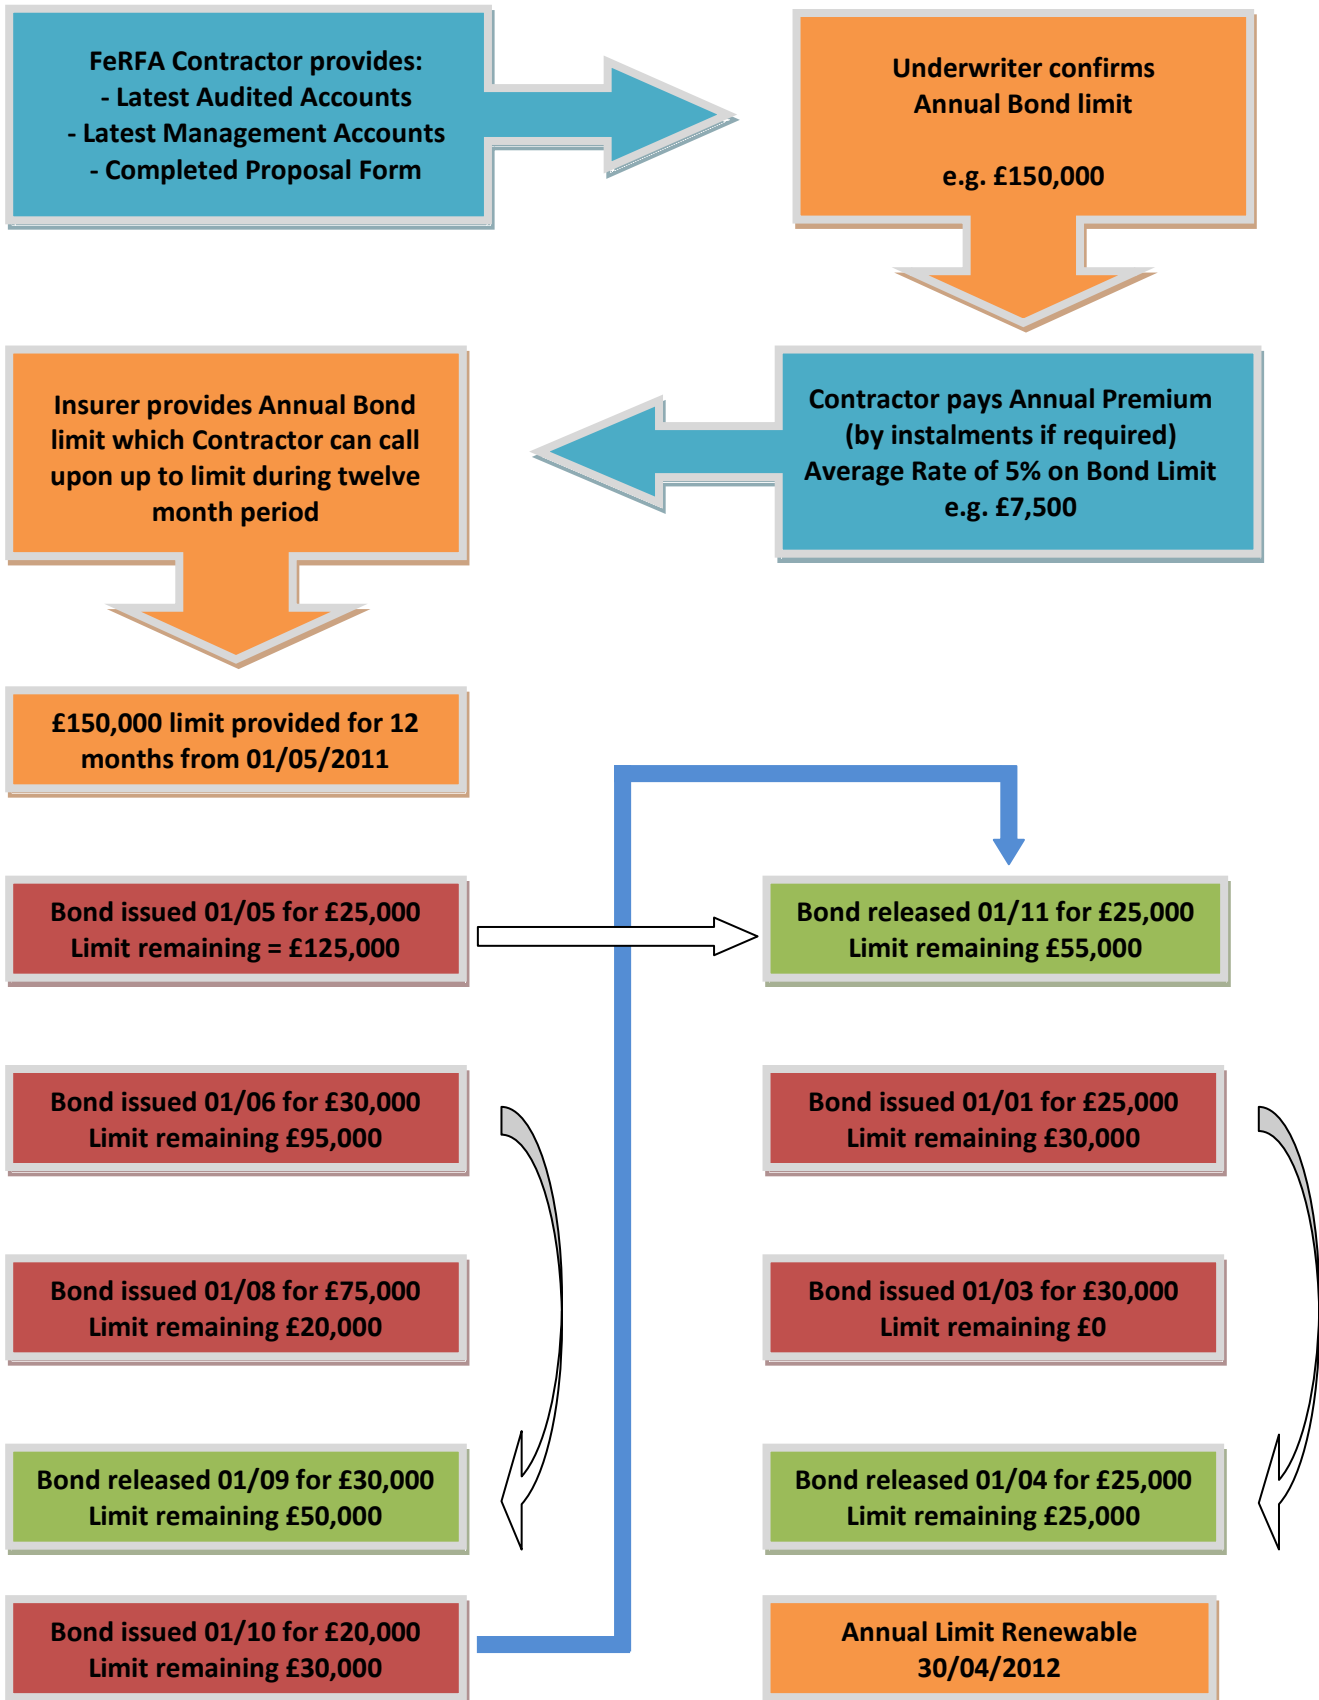 FeRFA Contractor provides:
- Latest Audited Accounts
- Latest Management Accounts
- Completed Proposal Form
Underwriter confirms
Annual Bond limit
e.g. £150,000
Contractor pays Annual Premium
(by instalments if required)
Average Rate of 5% on Bond Limit
e.g. £7,500
Insurer provides Annual Bond
limit which Contractor can call
upon up to limit during twelve
month period
£150,000 limit provided for 12
months from 01/05/2011
Bond issued 01/05 for £25,000
Limit remaining = £125,000
Bond issued 01/06 for £30,000
Limit remaining £95,000
Bond issued 01/08 for £75,000
Limit remaining £20,000
Bond released 01/09 for £30,000
Limit remaining £50,000
Bond issued 01/10 for £20,000
Limit remaining £30,000
Bond released 01/11 for £25,000
Limit remaining £55,000
Bond issued 01/01 for £25,000
Limit remaining £30,000
Bond issued 01/03 for £30,000
Limit remaining £0
Bond released 01/04 for £25,000
Limit remaining £25,000
Annual Limit Renewable
30/04/2012